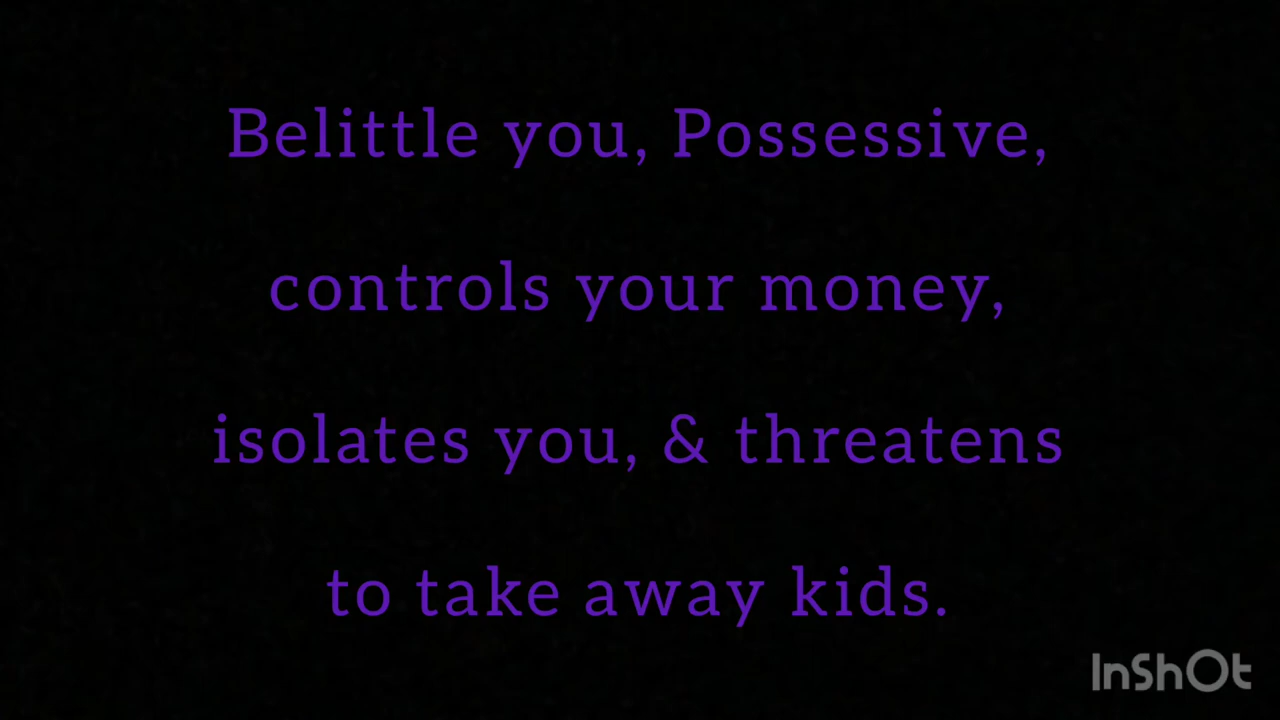 Belittle you, Possessive,
controls your money,
isolates you, & threatens
to take away kids.
InShOt